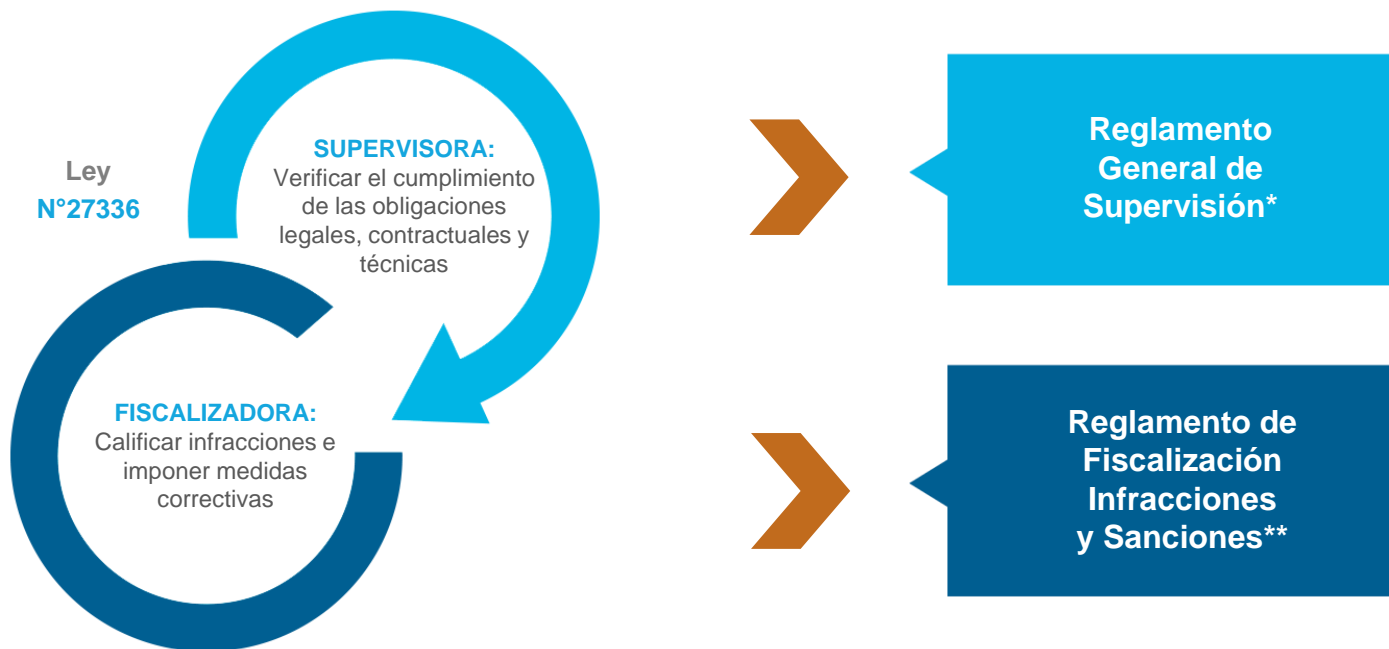 Ley
N°27336
SUPERVISORA:
Verificar el cumplimiento
de las obligaciones
legales, contractuales y
técnicas
FISCALIZADORA:
Calificar infracciones e
imponer medidas
correctivas
Reglamento
General de
Supervisión*
Reglamento de
Fiscalización
Infracciones
y Sanciones**